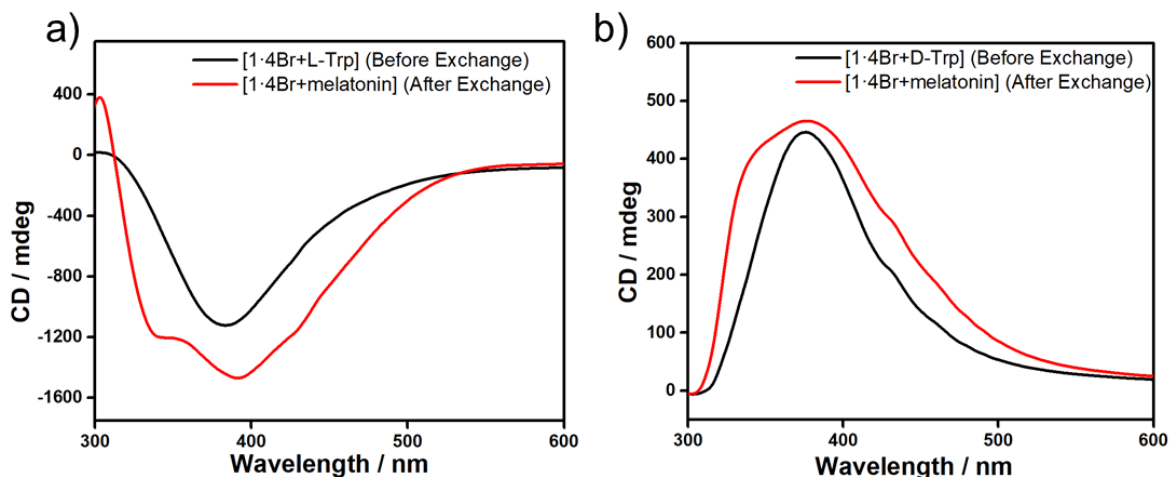 a)
[1·4Br+L-Trp] (Before Exchange)
[1·4Br+melatonin] (After Exchange)
CD / mdeg
400
0
-400
-800
-1200
-1600
300
400
500
600
Wavelength / nm
b)
[1·4Br+D-Trp] (Before Exchange)
[1·4Br+melatonin] (After Exchange)
CD / mdeg
600
500
400
300
200
100
0
300
400
500
600
Wavelength / nm